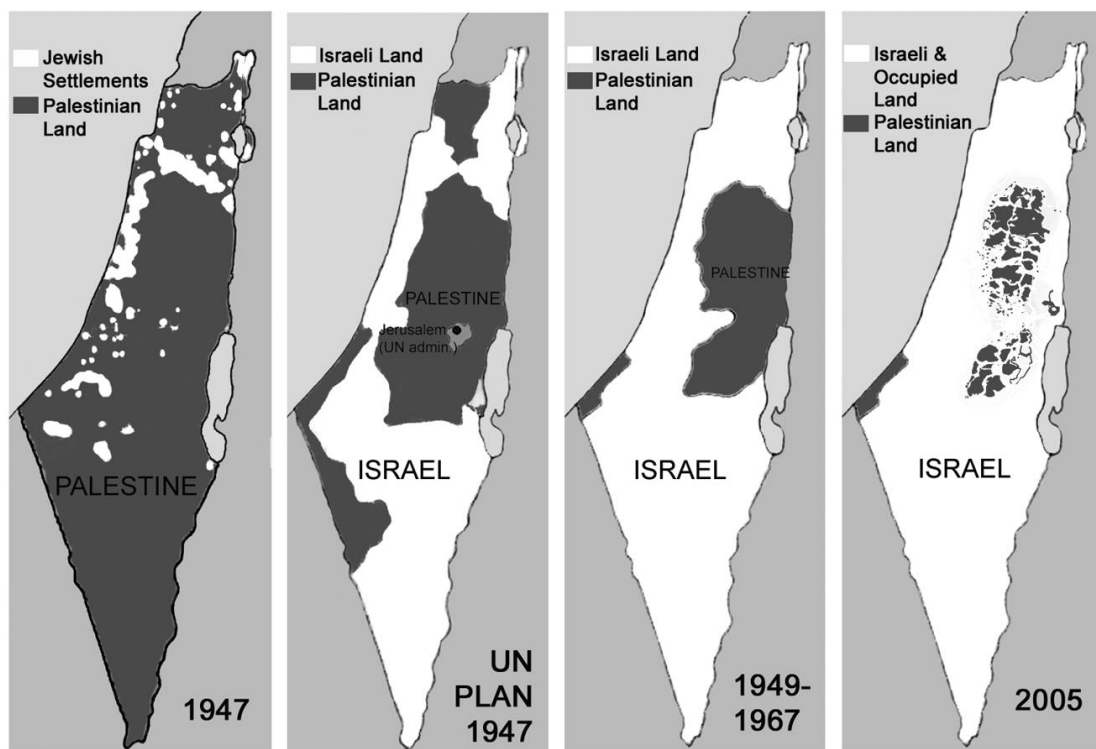 Jewish
Settlements
Palestinian
Land
PALESTINE
1947
Israeli Land
Palestinian
Land
PALESTINE
Jerusalem
(UN admin.)
ISRAEL
UN
PLAN
1947
Israeli Land
Palestinian
Land
PALESTINE
ISRAEL
1949-
1967
Israeli &
Occupied
Land
Palestinian
Land
ISRAEL
2005